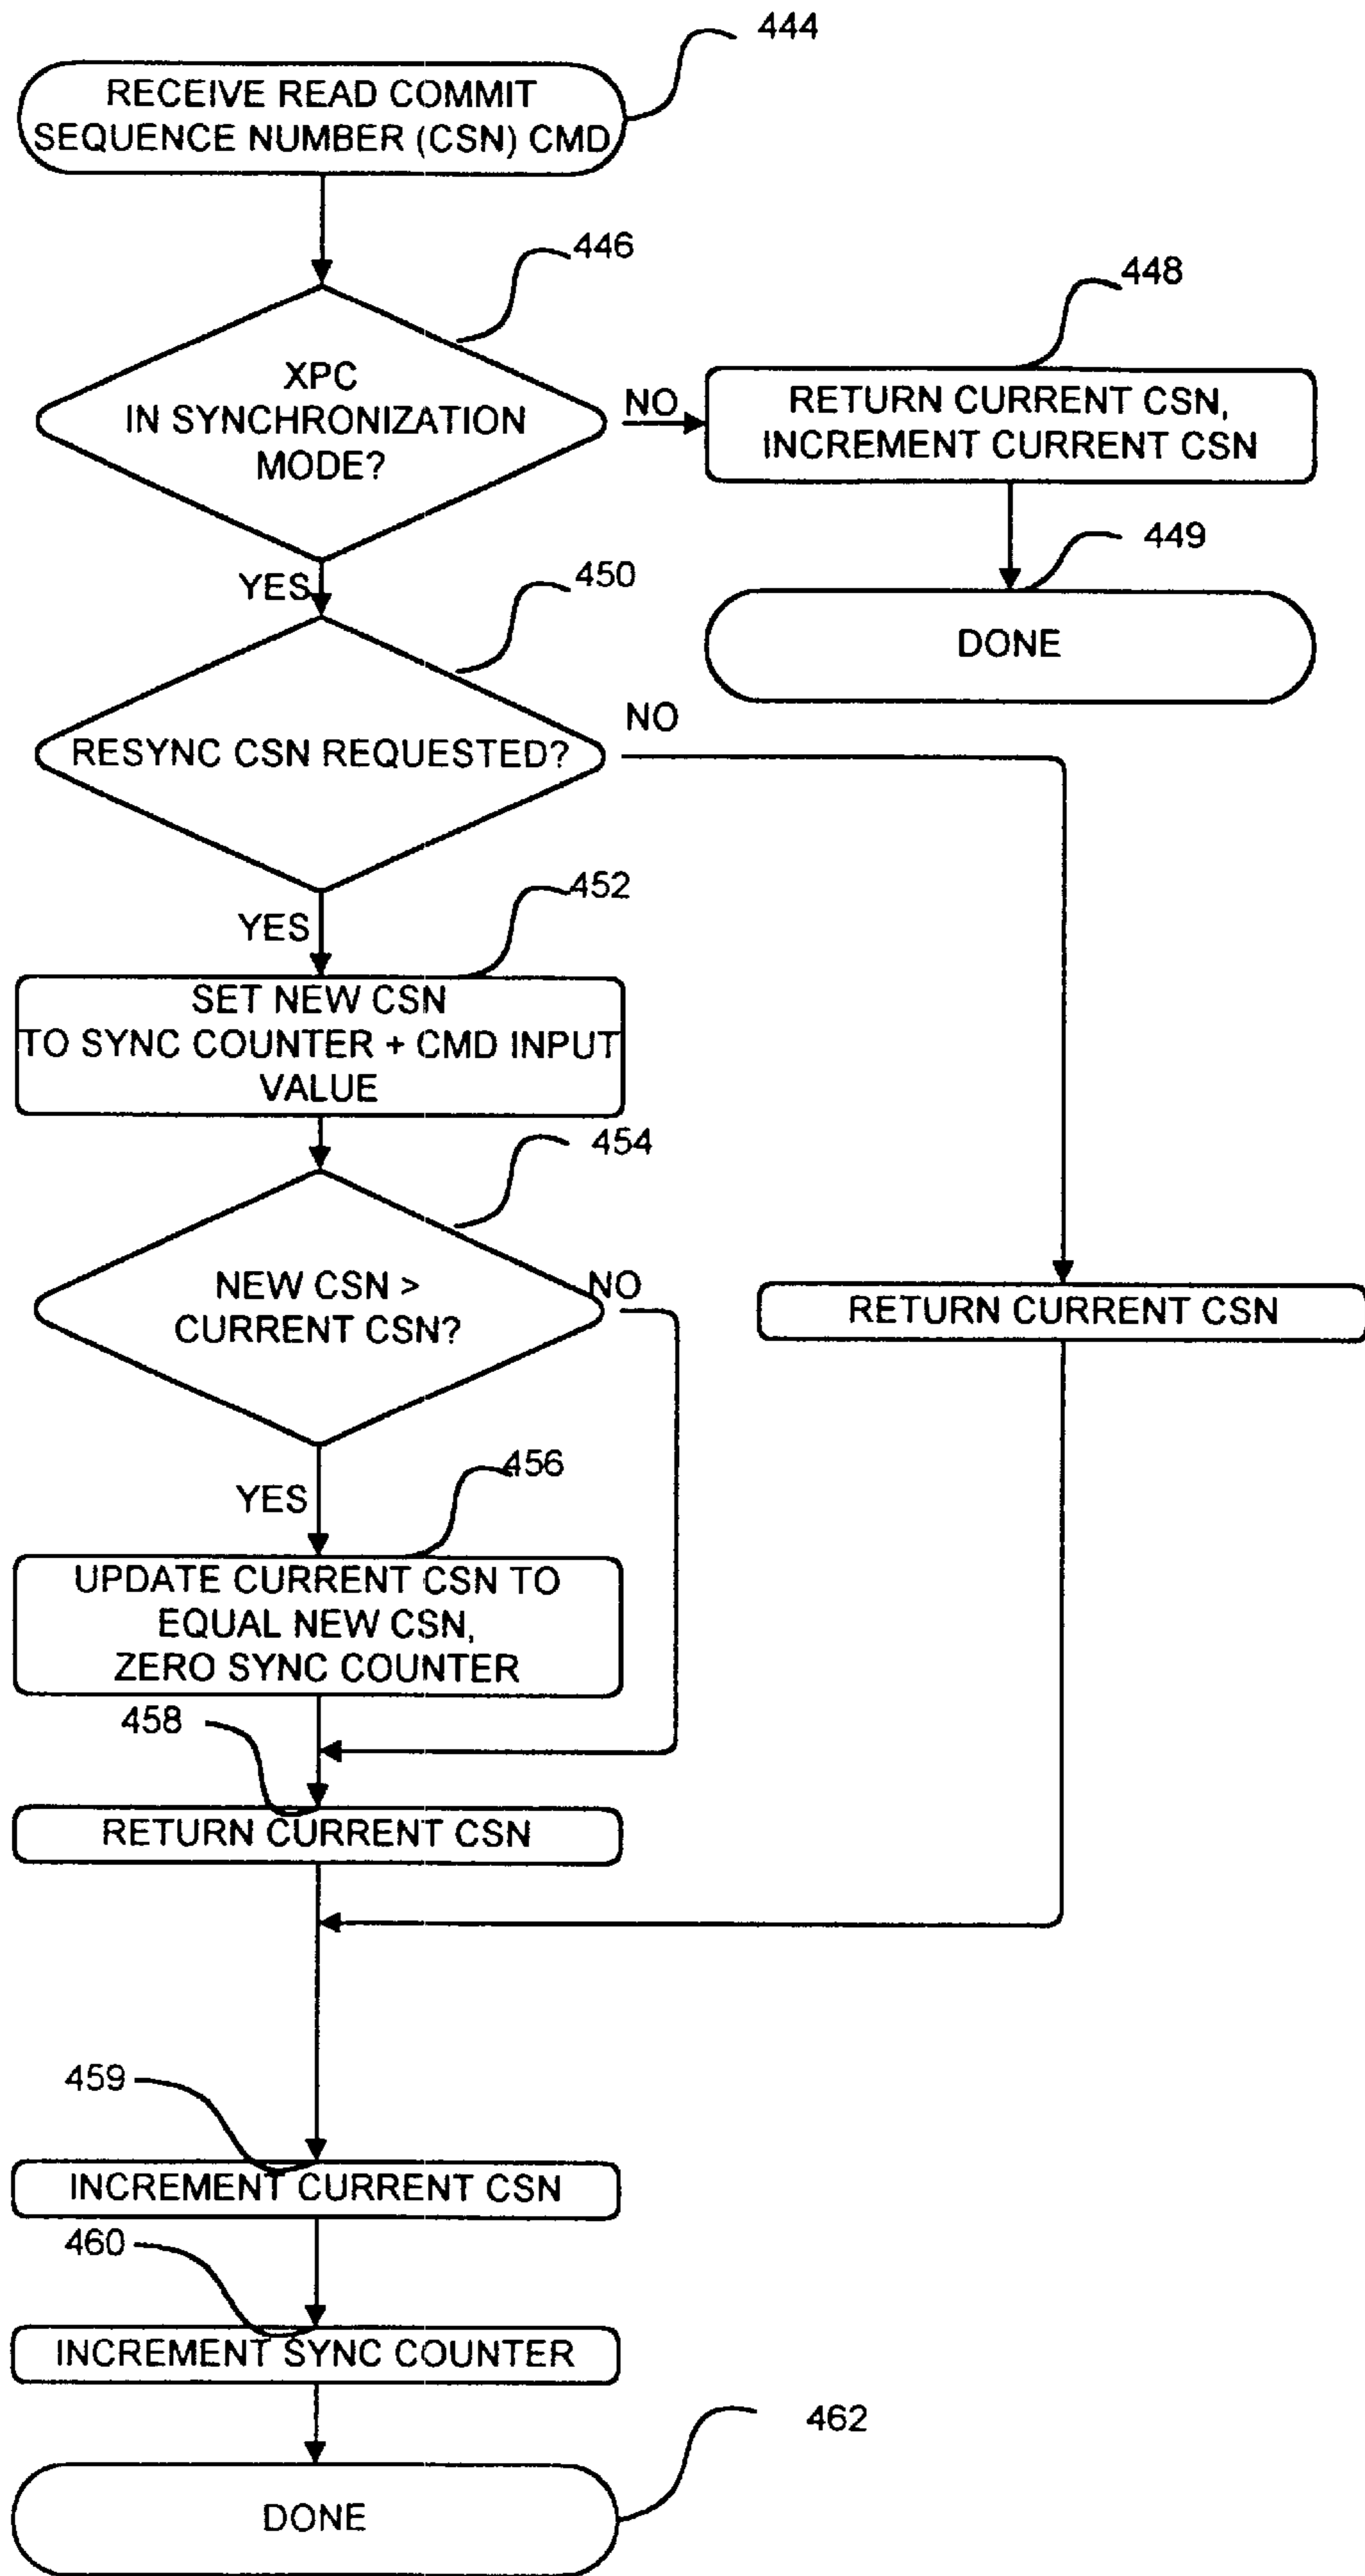 444
RECEIVE READ COMMIT
SEQUENCE NUMBER (CSN) CMD
446
XPC
IN SYNCHRONIZATION
MODE?
NO
448
RETURN CURRENT CSN,
INCREMENT CURRENT CSN
449
DONE
YES
450
RESYNC CSN REQUESTED?
NO
YES
452
SET NEW CSN
TO SYNC COUNTER + CMD INPUT
VALUE
454
NEW CSN >
CURRENT CSN?
NO
RETURN CURRENT CSN
YES
456
UPDATE CURRENT CSN TO
EQUAL NEW CSN,
ZERO SYNC COUNTER
458
RETURN CURRENT CSN
459
INCREMENT CURRENT CSN
460
INCREMENT SYNC COUNTER
462
DONE